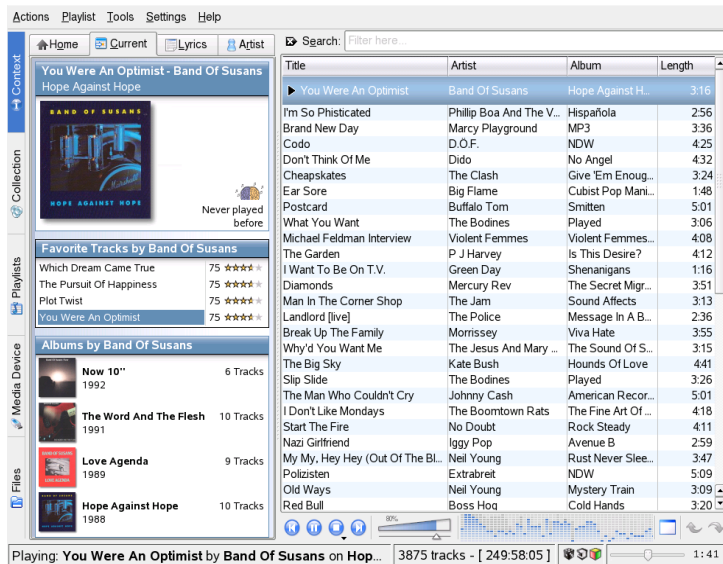 Actions Playlist Tools Settings Help
Context
Collection
Playlists
Media Device
Files
Home Current Lyrics Artist
You Were An Optimist - Band Of Susans
Hope Against Hope
BAND OF SUSANS
Marshall
HOPE AGAINST HOPE
Never played
before
Favorite Tracks by Band Of Susans
Which Dream Came True 75
The Pursuit Of Happiness 75
Plot Twist 75
You Were An Optimist 75
Albums by Band Of Susans
Now 10" 6 Tracks
1992
The Word And The Flesh 10 Tracks
1991
Love Agenda 9 Tracks
1989
Hope Against Hope 10 Tracks
1988
Search: Filter here...
Title Artist Album Length
You Were An Optimist Band Of Susans Hope Against H... 3:16
I'm So Phisticated Phillip Boa And The V... Hispañola 2:56
Brand New Day Marcy Playground MP3 3:36
Codo D.Ö.F. NDW 4:25
Don't Think Of Me Dido No Angel 4:32
Cheapskates The Clash Give 'Em Enoug... 3:24
Ear Sore Big Flame Cubist Pop Mani... 1:48
Postcard Buffalo Tom Smitten 5:01
What You Want The Bodines Played 3:06
Michael Feldman Interview Violent Femmes Violent Femmes... 4:08
The Garden P J Harvey Is This Desire? 4:12
I Want To Be On T.V. Green Day Shenanigans 1:16
Diamonds Mercury Rev The Secret Migr... 3:51
Man In The Corner Shop The Jam Sound Affects 3:13
Landlord [live] The Police Message In A B... 2:36
Break Up The Family Morrissey Viva Hate 3:55
Why'd You Want Me The Jesus And Mary ... The Sound Of S... 3:15
The Big Sky Kate Bush Hounds Of Love 4:41
Slip Slide The Bodines Played 3:26
The Man Who Couldn't Cry Johnny Cash American Recor... 5:01
I Don't Like Mondays The Boomtown Rats The Fine Art Of ... 4:18
Start The Fire No Doubt Rock Steady 4:11
Nazi Girlfriend Iggy Pop Avenue B 2:59
My My, Hey Hey (Out Of The Bl... Neil Young Rust Never Slee... 3:47
Polizisten Extrabreit NDW 5:09
Old Ways Neil Young Mystery Train 3:09
Red Bull Boss Hog Cold Hands 3:20
80%
Playing: You Were An Optimist by Band Of Susans on Hop... 3875 tracks - [ 249:58:05 ] 1:41